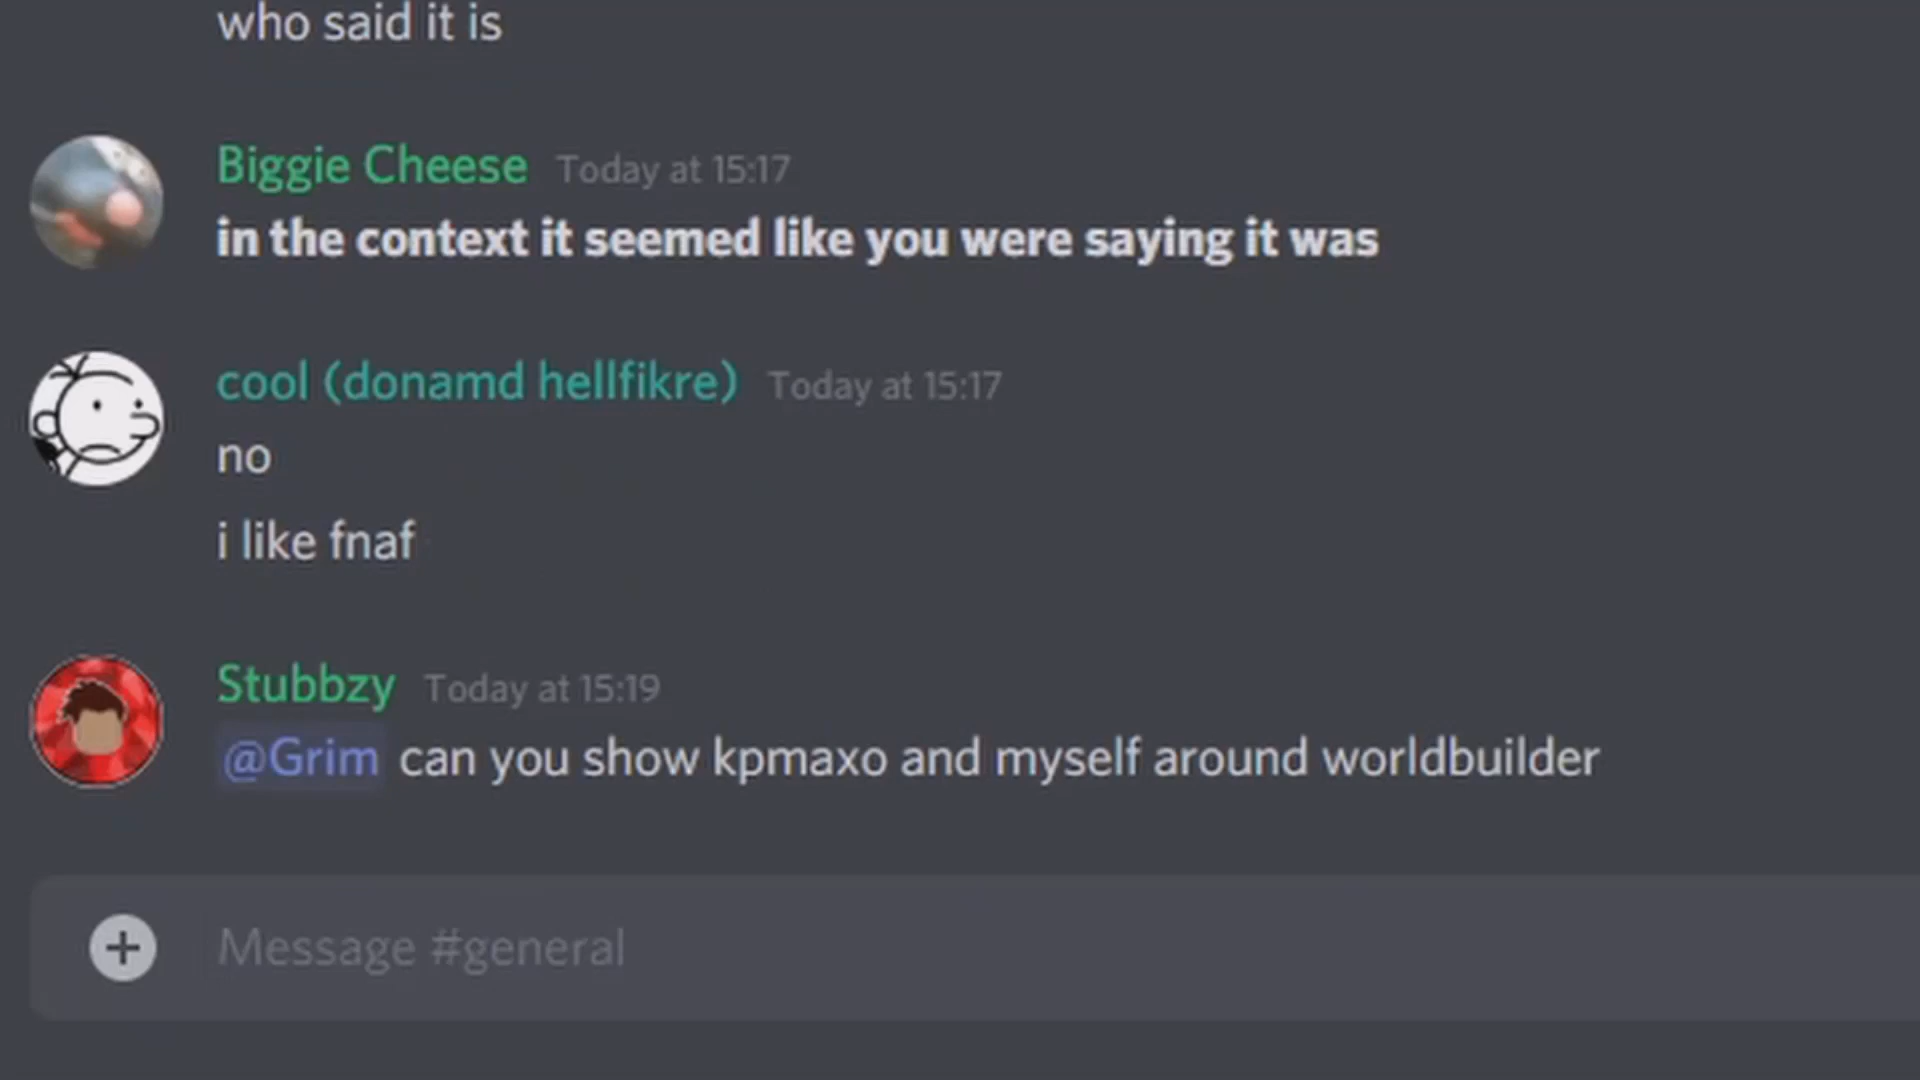 who said it is
Biggie Cheese Today at 15:17
in the context it seemed like you were saying it was
cool (donamd hellfikre) Today at 15:17
no
i like fnaf
Stubbzy Today at 15:19
@Grim can you show kpmaxo and myself around worldbuilder
Message #general